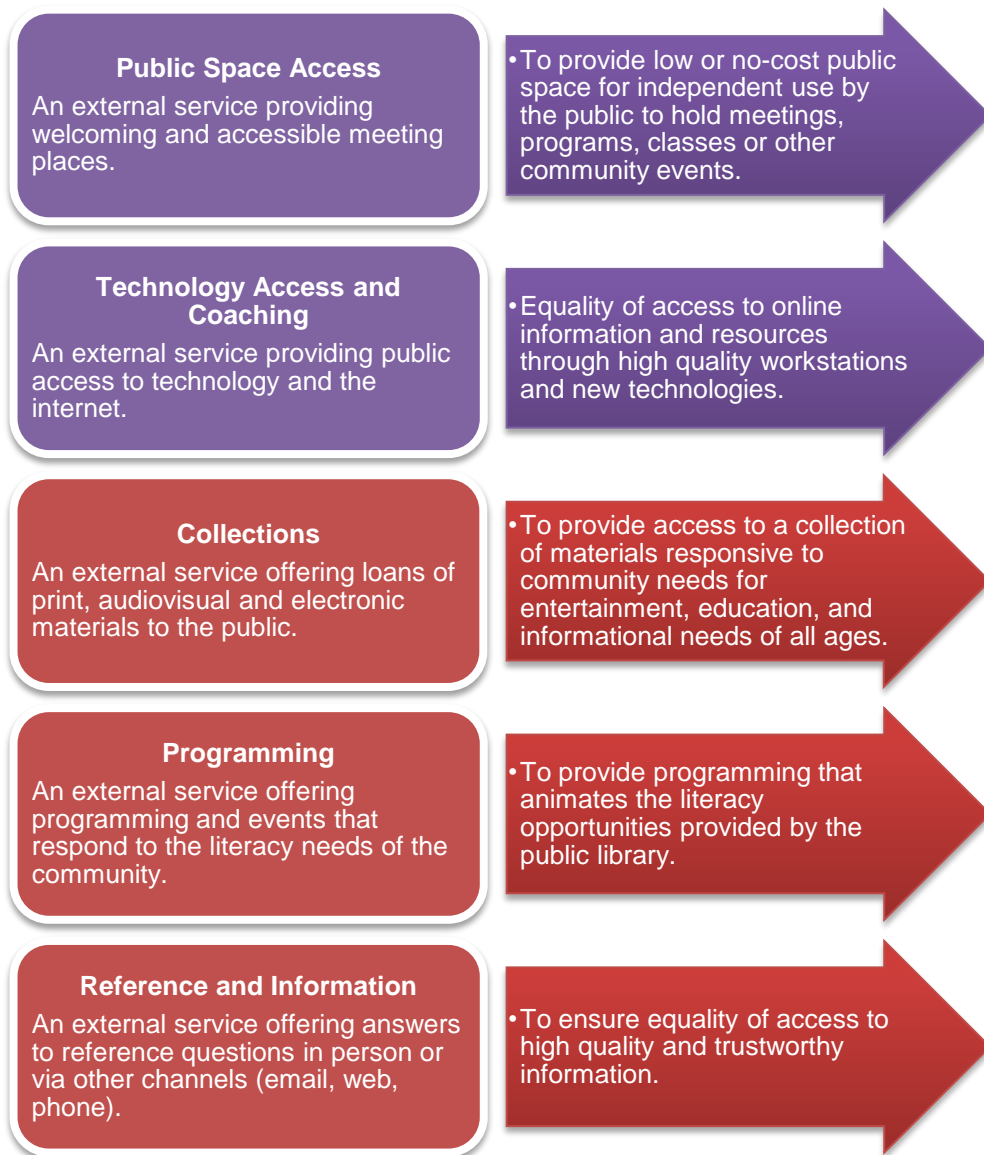 Public Space Access
An external service providing
welcoming and accessible meeting
places.
•To provide low or no-cost public
space for independent use by
the public to hold meetings,
programs, classes or other
community events.
Technology Access and
Coaching
An external service providing public
access to technology and the
internet.
•Equality of access to online
information and resources
through high quality workstations
and new technologies.
Collections
An external service offering loans of
print, audiovisual and electronic
materials to the public.
•To provide access to a collection
of materials responsive to
community needs for
entertainment, education, and
informational needs of all ages.
Programming
An external service offering
programming and events that
respond to the literacy needs of the
community.
•To provide programming that
animates the literacy
opportunities provided by the
public library.
Reference and Information
An external service offering answers
to reference questions in person or
via other channels (email, web,
phone).
•To ensure equality of access to
high quality and trustworthy
information.